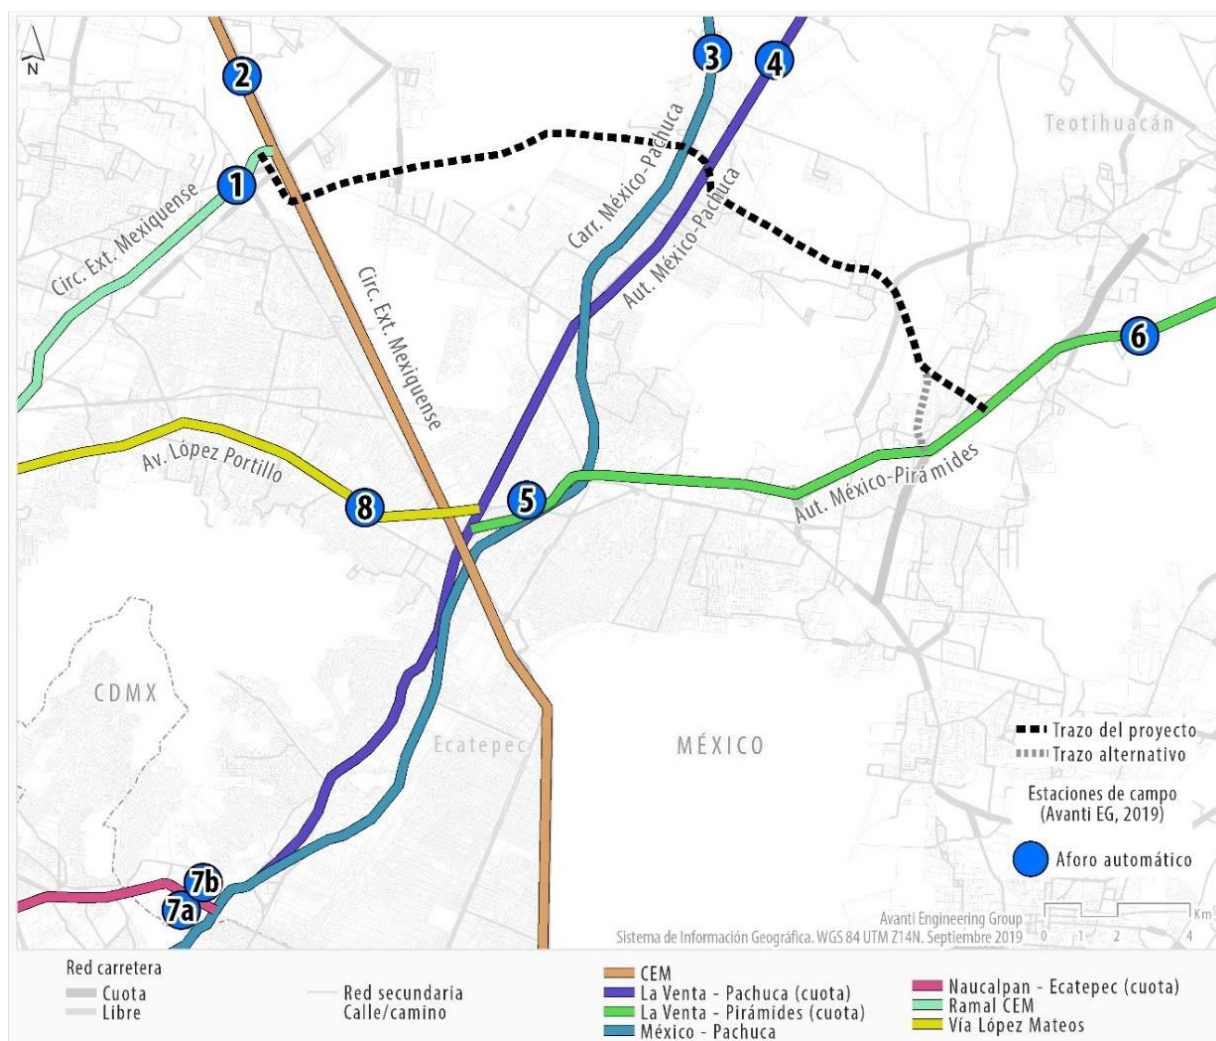 N
2
3
4
Teotihuacán
1
Carr. México-Pachuca
Circ. Ext. Mexiquense
Aut. México-Pachuca
Circ. Ext. Mexiquense
6
Av. López Portillo
8
5
Aut. México-Pirámides
CDMX
Ecatepec
MÉXICO
Trazo del proyecto
Trazo alternativo
Estaciones de campo
(Avanti EG, 2019)
Aforo automático
7b
7a
Avanti Engineering Group
Sistema de Información Geográfica. WGS 84 UTM Z14N. Septiembre 2019
Km
0 1 2 4
Red carretera
Cuota
Libre
Red secundaria
Calle/camino
CEM
La Venta - Pachuca (cuota)
La Venta - Pirámides (cuota)
México - Pachuca
Naucalpan - Ecatepec (cuota)
Ramal CEM
Vía López Mateos